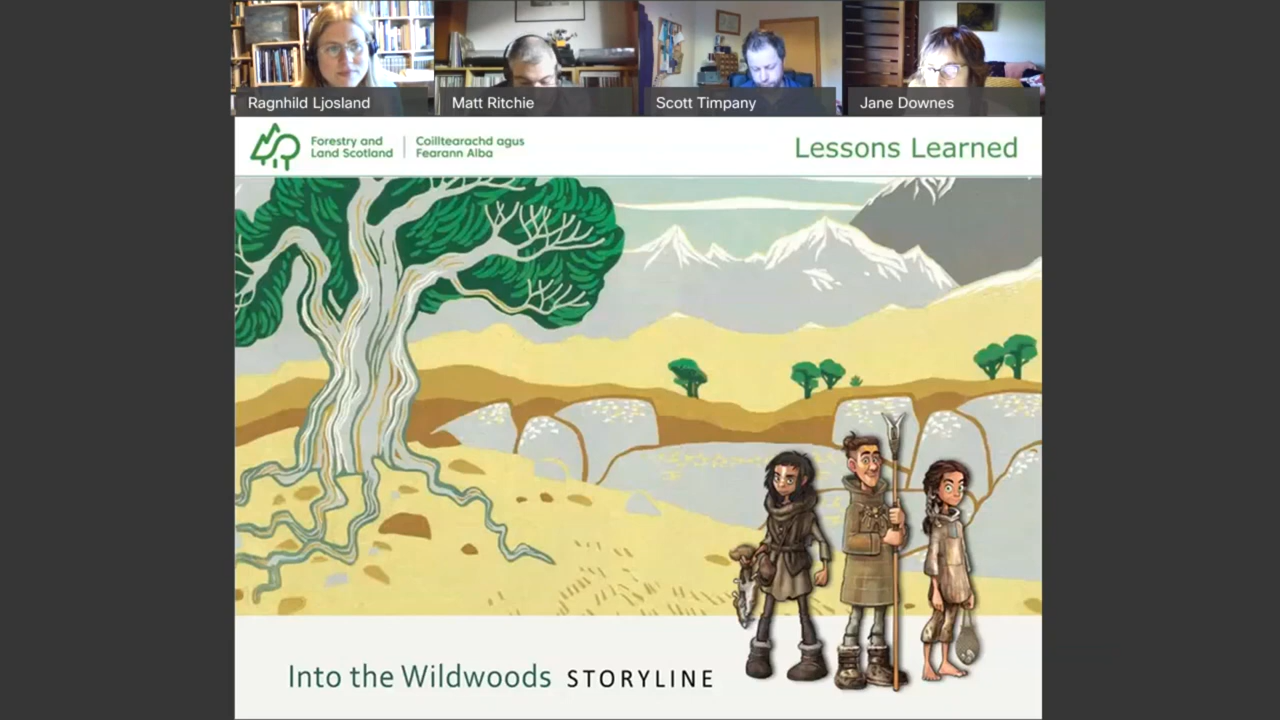 Ragnhild Ljosland
Matt Ritchie
Scott Timpany
Jane Downes
Forestry and
Land Scotland
Coilltearachd agus
Fearann Alba
Lessons Learned
Into the Wildwoods STORYLINE